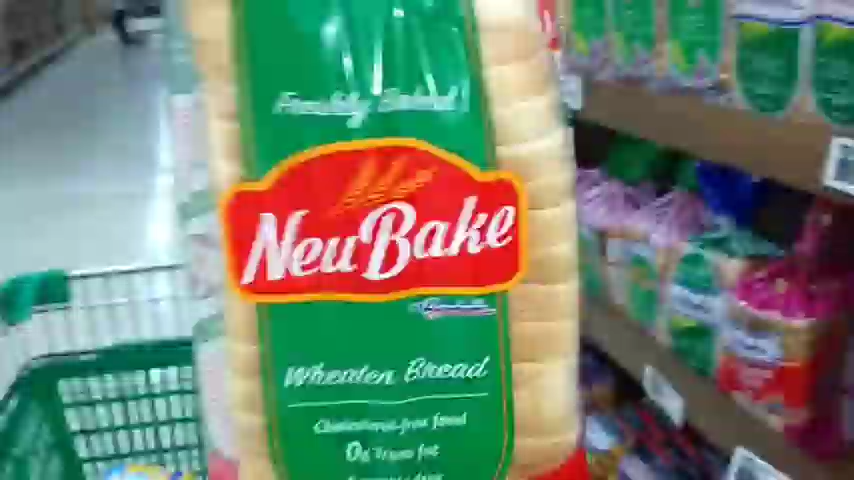 Freshly Baked!
NeuBake
Wheaten Bread
Cholesterol-free food
0g Trans fat